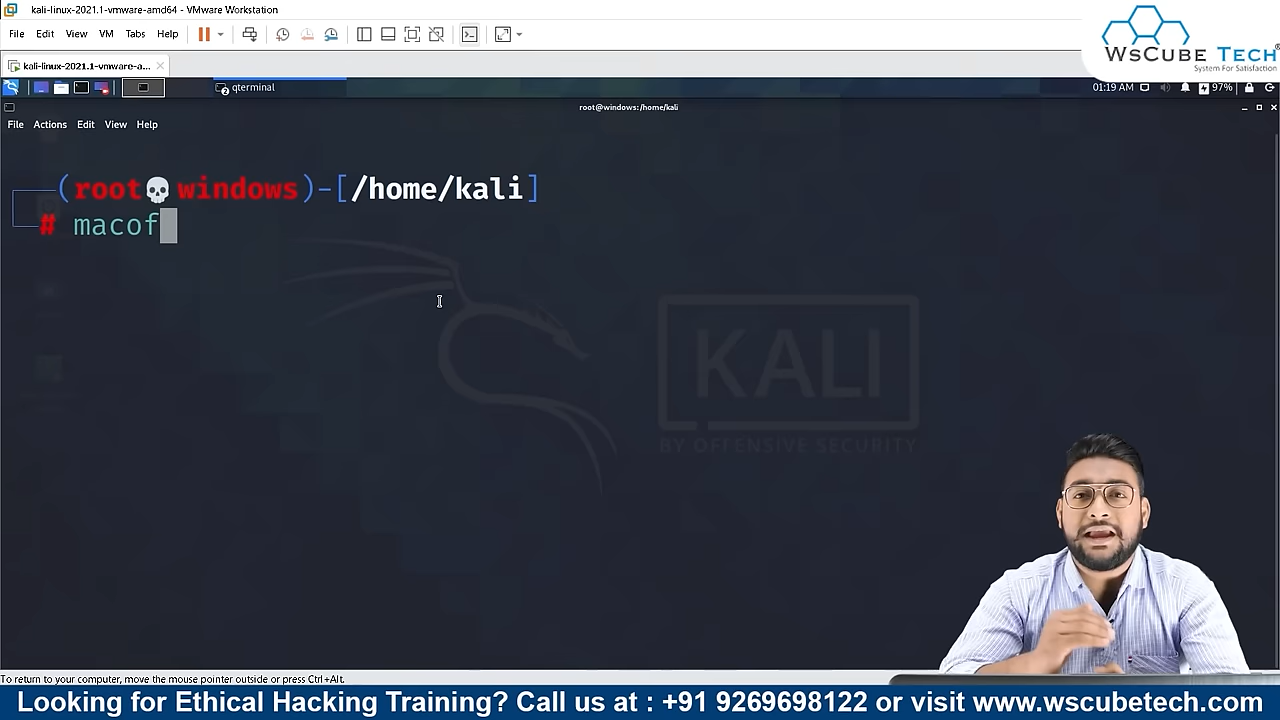 kali-linux-2021.1-vmware-amd64 - VMware Workstation
File Edit View VM Tabs Help
WSCUBE TECH
System For Satisfaction
kali-linux-2021.1-vmware-a...
qterminal
01:19 AM
97%
root@windows:/home/kali
File Actions Edit View Help
(root💀windows)-[/home/kali]
# macof
KALI
BY OFFENSIVE SECURITY
To return to your computer, move the mouse pointer outside or press Ctrl+Alt.
Looking for Ethical Hacking Training? Call us at : +91 9269698122 or visit www.wscubetech.com